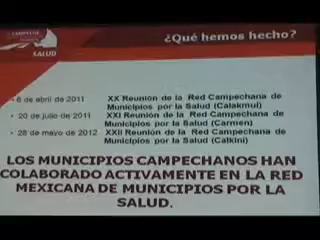 ¿Qué hemos hecho?
CAMPECHE
SALUD
6 de abril de 2011 XX Reunión de la Red Campechana de
Municipios por la Salud (Calakmul)
20 de julio de 2011 XXI Reunión de la Red Campechana de
Municipios por la Salud (Carmen)
28 de mayo de 2012 XXII Reunión de la Red Campechana de
Municipios por la Salud (Calkini)
LOS MUNICIPIOS CAMPECHANOS HAN
COLABORADO ACTIVAMENTE EN LA RED
MEXICANA DE MUNICIPIOS POR LA
SALUD.